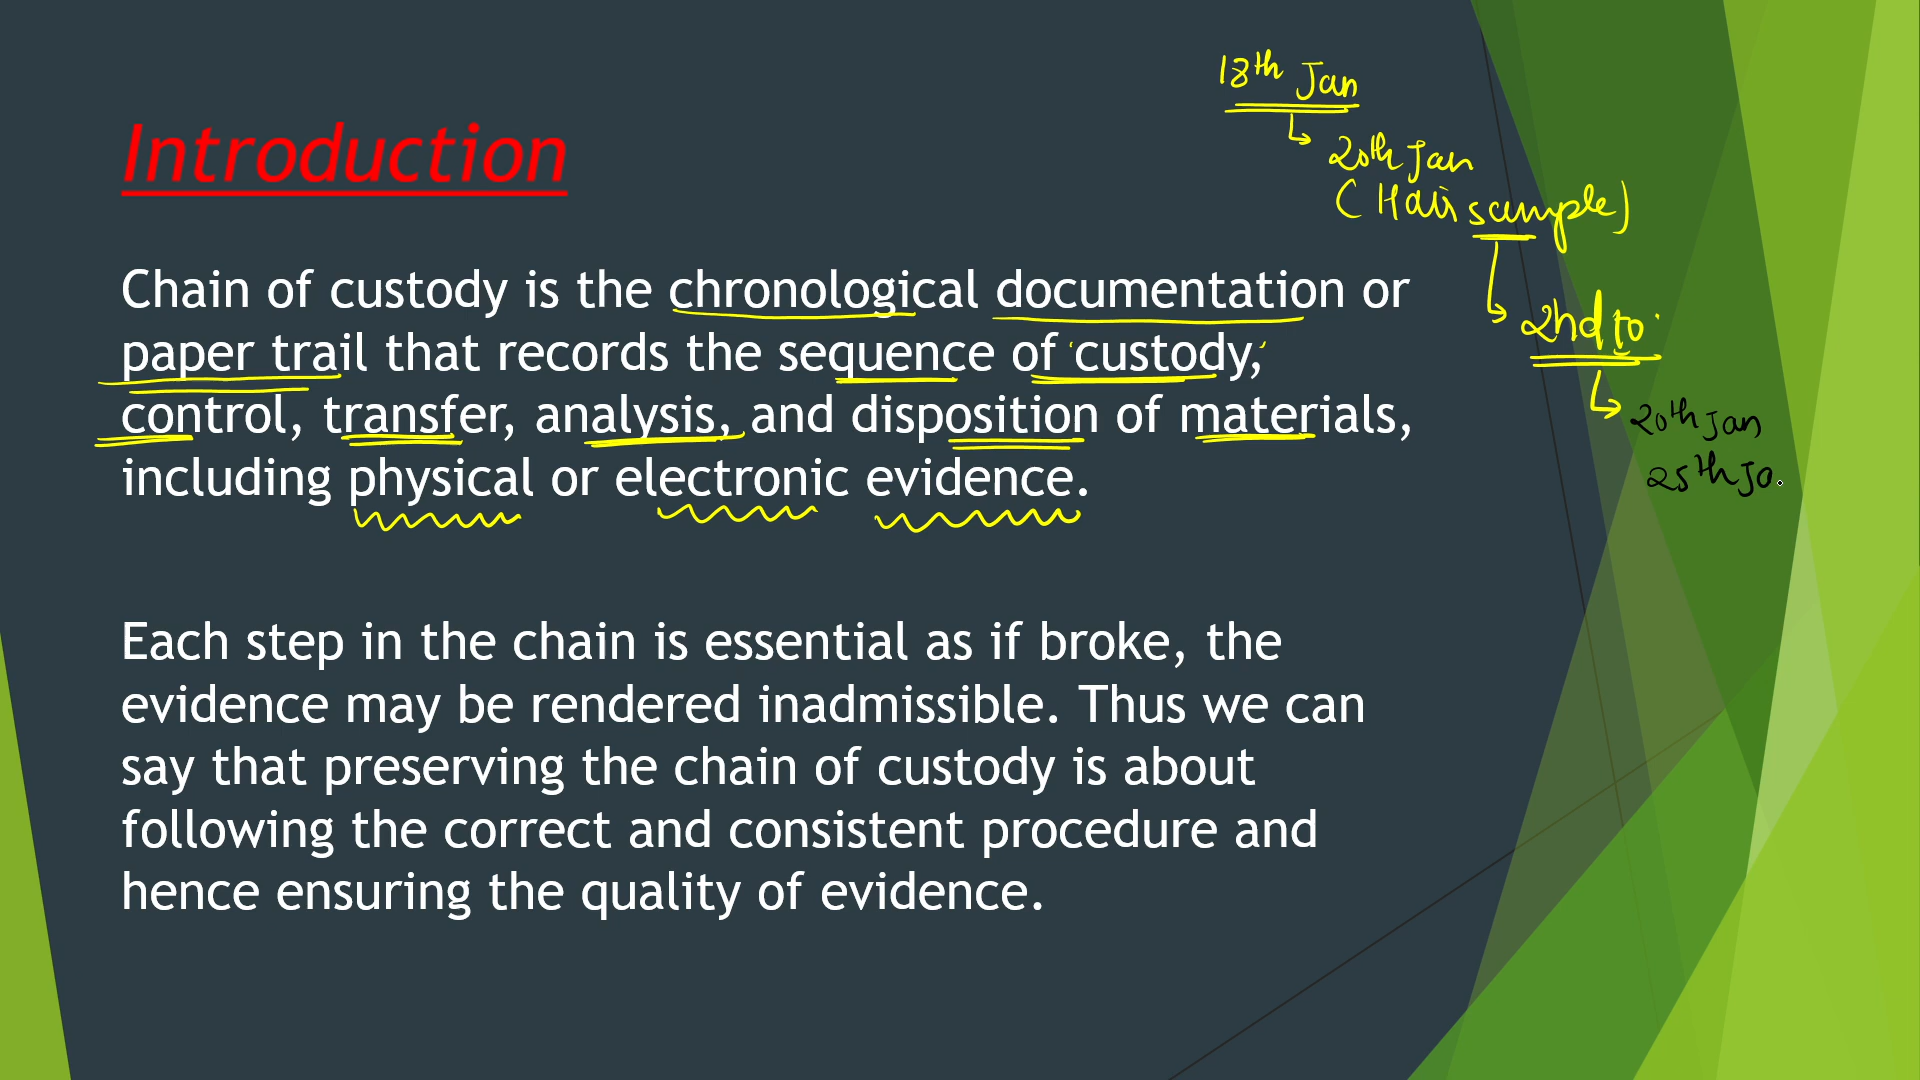 18th Jan
20th Jan
(Hair sample)
2nd to
20th Jan
25th Ja
Introduction
Chain of custody is the chronological documentation or
paper trail that records the sequence of 'custody,'
control, transfer, analysis, and disposition of materials,
including physical or electronic evidence.
Each step in the chain is essential as if broke, the
evidence may be rendered inadmissible. Thus we can
say that preserving the chain of custody is about
following the correct and consistent procedure and
hence ensuring the quality of evidence.